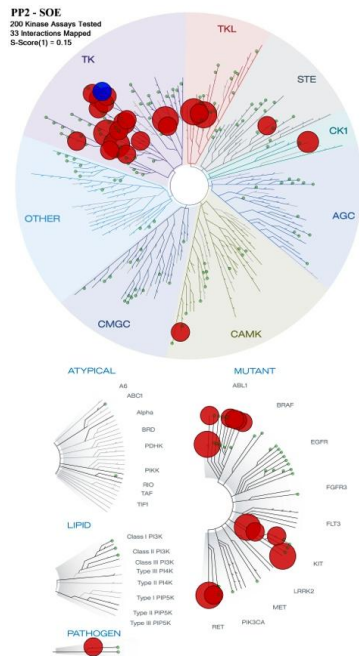 PP2 - SOE
200 Kinase Assays Tested
33 Interactions Mapped
S-Score(1) = 0.15
TK
TKL
STE
CK1
AGC
CAMK
CMGC
OTHER
ATYPICAL
A6
ABC1
Alpha
BRD
PDHK
PIKK
RIO
TAF
TIF1
LIPID
Class I PI3K
Class II PI3K
Class III PI3K
Type III PI4K
Type II PI4K
Type I PIP5K
Type II PIP5K
Type III PIP5K
PATHOGEN
MUTANT
ABL1
BRAF
EGFR
FGFR3
FLT3
KIT
LRRK2
MET
PIK3CA
RET